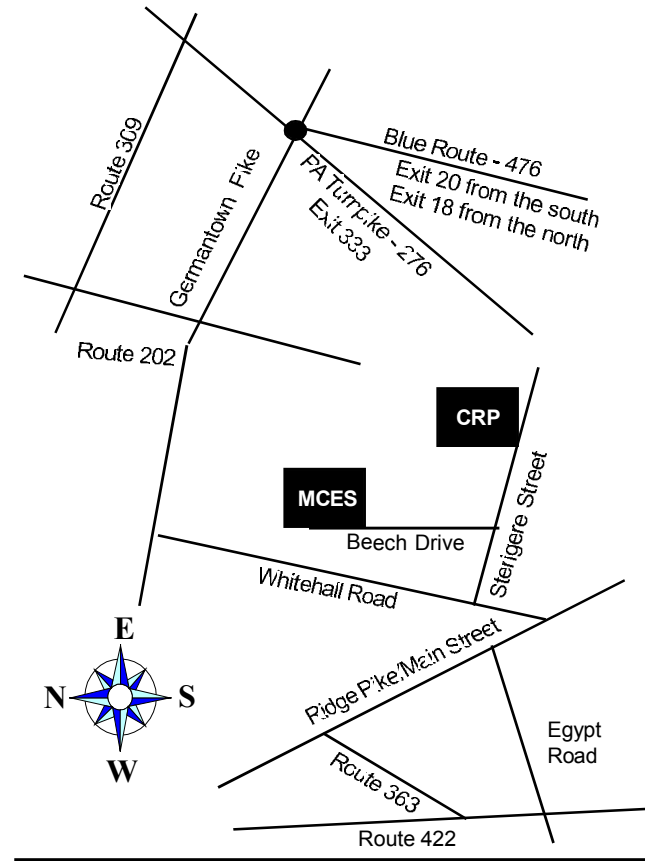 Route 309
Germantown Pike
Blue Route - 476
Exit 20 from the south
Exit 18 from the north
PA Turnpike - 276
Exit 333
Route 202
CRP
MCES
Beech Drive
Sterigere Street
Whitehall Road
Ridge Pike/Main Street
E
N
S
W
Egypt
Road
Route 363
Route 422